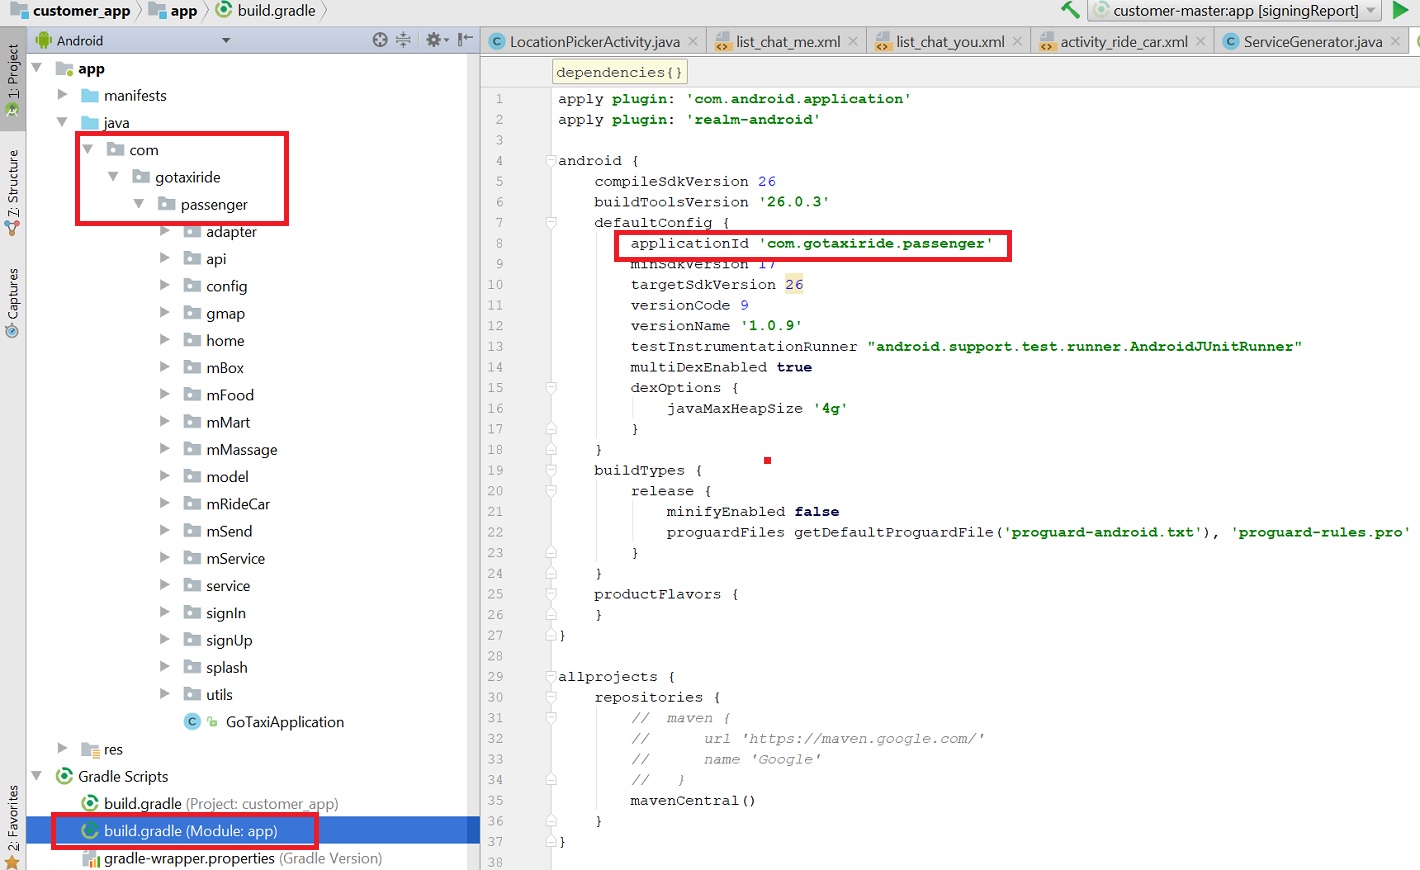 customer_app app build.gradle
customer-master:app [signingReport]
Android
LocationPickerActivity.java list_chat_me.xml list_chat_you.xml activity_ride_car.xml ServiceGenerator.java
1: Project
7: Structure
Captures
2: Favorites
app
manifests
java
com
gotaxiride
passenger
adapter
api
config
gmap
home
mBox
mFood
mMart
mMassage
model
mRideCar
mSend
mService
service
signIn
signUp
splash
utils
GoTaxiApplication
res
Gradle Scripts
build.gradle (Project: customer_app)
build.gradle (Module: app)
gradle-wrapper.properties (Gradle Version)
dependencies{}
1 apply plugin: 'com.android.application'
2 apply plugin: 'realm-android'
3
4 android {
5 compileSdkVersion 26
6 buildToolsVersion '26.0.3'
7 defaultConfig {
8 applicationId 'com.gotaxiride.passenger'
9 minSdkVersion 17
10 targetSdkVersion 26
11 versionCode 9
12 versionName '1.0.9'
13 testInstrumentationRunner "android.support.test.runner.AndroidJUnitRunner"
14 multiDexEnabled true
15 dexOptions {
16 javaMaxHeapSize '4g'
17 }
18 }
19 buildTypes {
20 release {
21 minifyEnabled false
22 proguardFiles getDefaultProguardFile('proguard-android.txt'), 'proguard-rules.pro'
23 }
24 }
25 productFlavors {
26 }
27 }
28
29 allprojects {
30 repositories {
31 // maven {
32 // url 'https://maven.google.com/'
33 // name 'Google'
34 // }
35 mavenCentral()
36 }
37 }
38